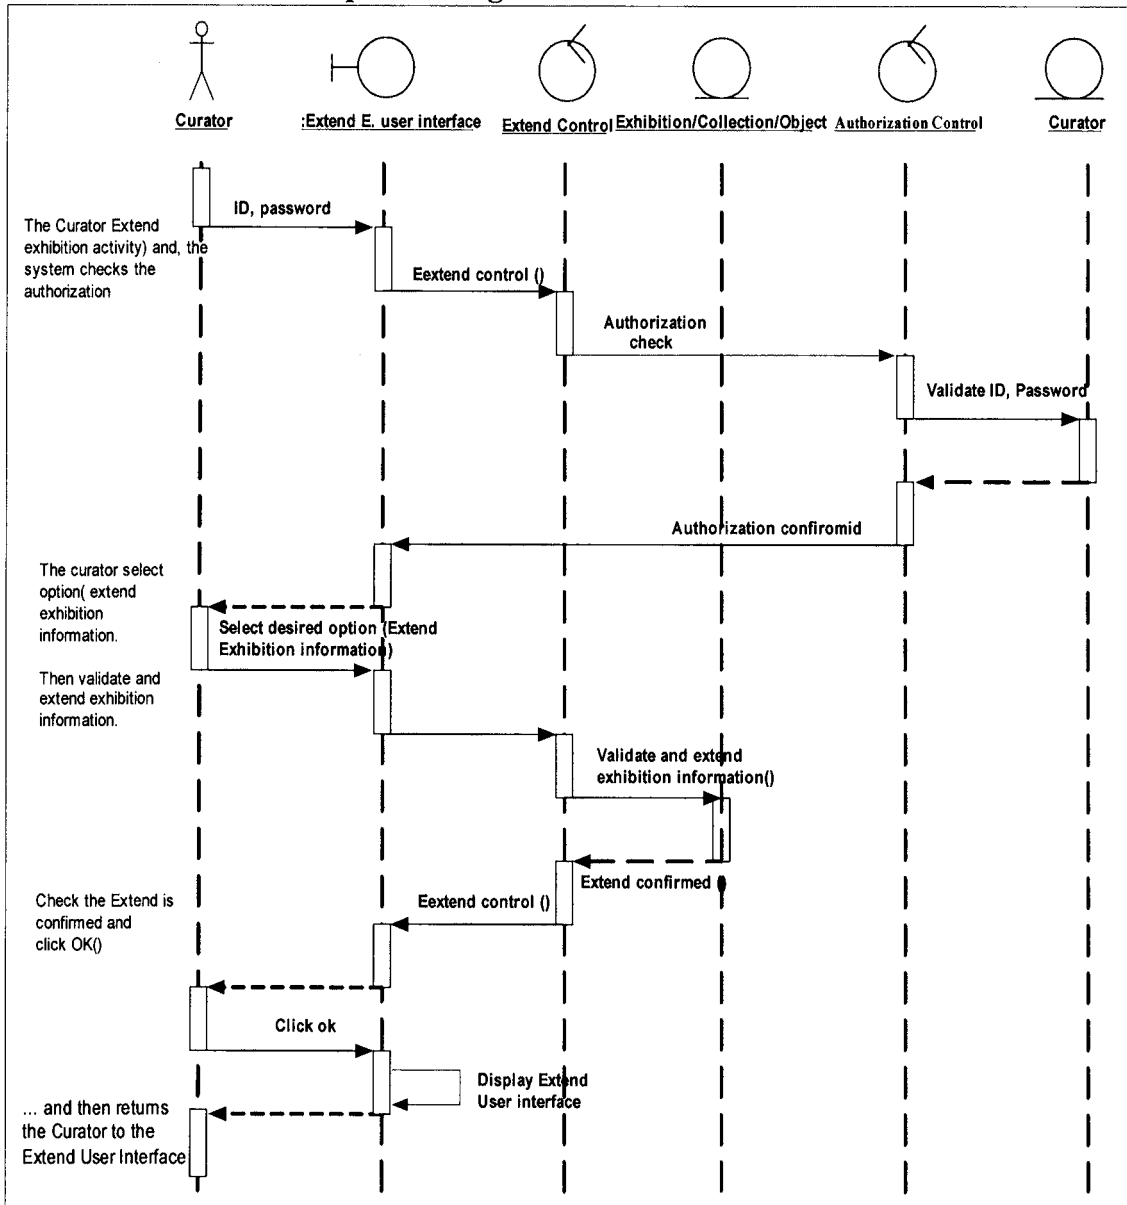 Curator
:Extend E. user interface
Extend Control
Exhibition/Collection/Object
Authorization Control
Curator
ID, password
The Curator Extend
exhibition activity) and, the
system checks the
authorization
Eextend control ()
Authorization
check
Validate ID, Password
Authorization confiromid
The curator select
option( extend
exhibition
information.
Select desired option (Extend
Exhibition information)
Then validate and
extend exhibition
information.
Validate and extend
exhibition information()
Extend confirmed
Check the Extend is
confirmed and
click OK()
Eextend control ()
Click ok
Display Extend
User interface
... and then returns
the Curator to the
Extend User Interface